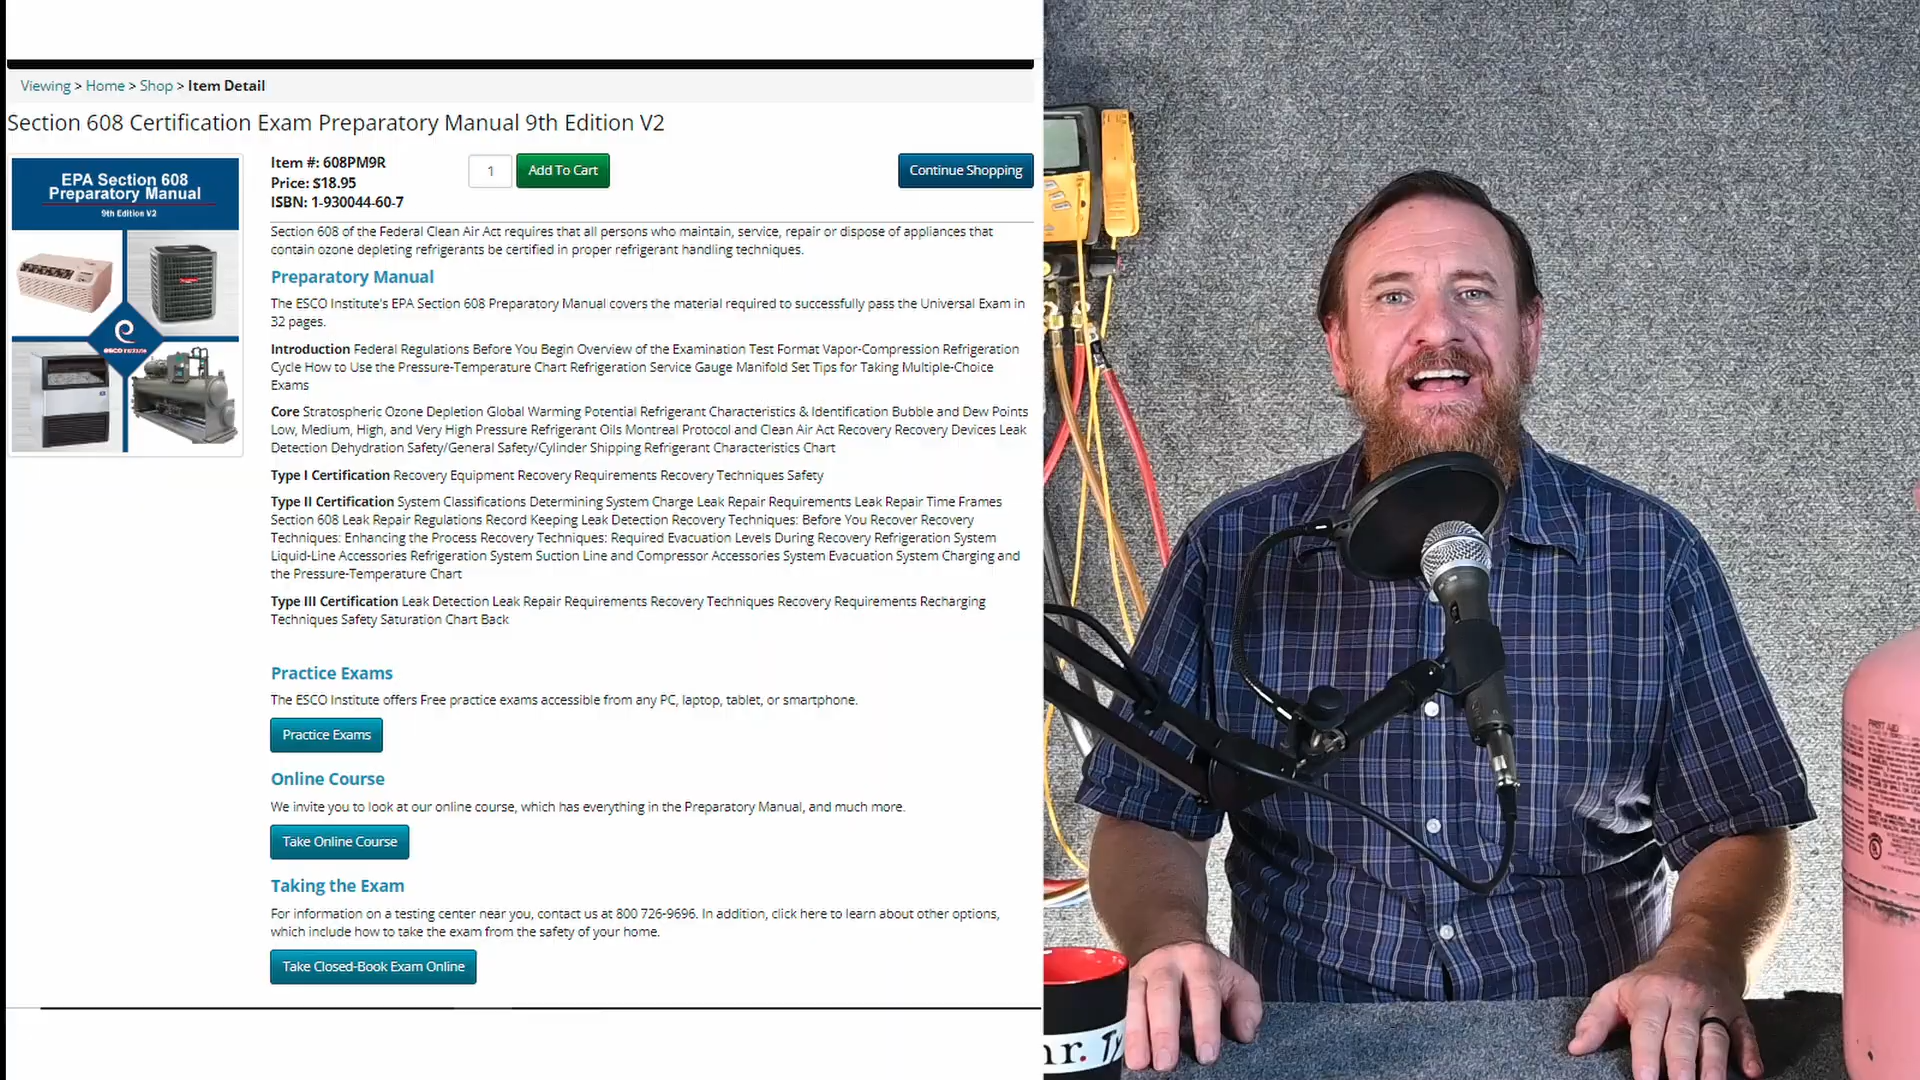 Viewing > Home > Shop > Item Detail
Section 608 Certification Exam Preparatory Manual 9th Edition V2
EPA Section 608
Preparatory Manual
9th Edition V2
e
ESCO INSTITUTE
Item #: 608PM9R
Price: $18.95
ISBN: 1-930044-60-7
1
Add To Cart
Continue Shopping
Section 608 of the Federal Clean Air Act requires that all persons who maintain, service, repair or dispose of appliances that
contain ozone depleting refrigerants be certified in proper refrigerant handling techniques.
Preparatory Manual
The ESCO Institute's EPA Section 608 Preparatory Manual covers the material required to successfully pass the Universal Exam in
32 pages.
Introduction Federal Regulations Before You Begin Overview of the Examination Test Format Vapor-Compression Refrigeration
Cycle How to Use the Pressure-Temperature Chart Refrigeration Service Gauge Manifold Set Tips for Taking Multiple-Choice
Exams
Core Stratospheric Ozone Depletion Global Warming Potential Refrigerant Characteristics & Identification Bubble and Dew Points
Low, Medium, High, and Very High Pressure Refrigerant Oils Montreal Protocol and Clean Air Act Recovery Recovery Devices Leak
Detection Dehydration Safety/General Safety/Cylinder Shipping Refrigerant Characteristics Chart
Type I Certification Recovery Equipment Recovery Requirements Recovery Techniques Safety
Type II Certification System Classifications Determining System Charge Leak Repair Requirements Leak Repair Time Frames
Section 608 Leak Repair Regulations Record Keeping Leak Detection Recovery Techniques: Before You Recover Recovery
Techniques: Enhancing the Process Recovery Techniques: Required Evacuation Levels During Recovery Refrigeration System
Liquid-Line Accessories Refrigeration System Suction Line and Compressor Accessories System Evacuation System Charging and
the Pressure-Temperature Chart
Type III Certification Leak Detection Leak Repair Requirements Recovery Techniques Recovery Requirements Recharging
Techniques Safety Saturation Chart Back
Practice Exams
The ESCO Institute offers Free practice exams accessible from any PC, laptop, tablet, or smartphone.
Practice Exams
Online Course
We invite you to look at our online course, which has everything in the Preparatory Manual, and much more.
Take Online Course
Taking the Exam
For information on a testing center near you, contact us at 800 726-9696. In addition, click here to learn about other options,
which include how to take the exam from the safety of your home.
Take Closed-Book Exam Online
FIRST AID